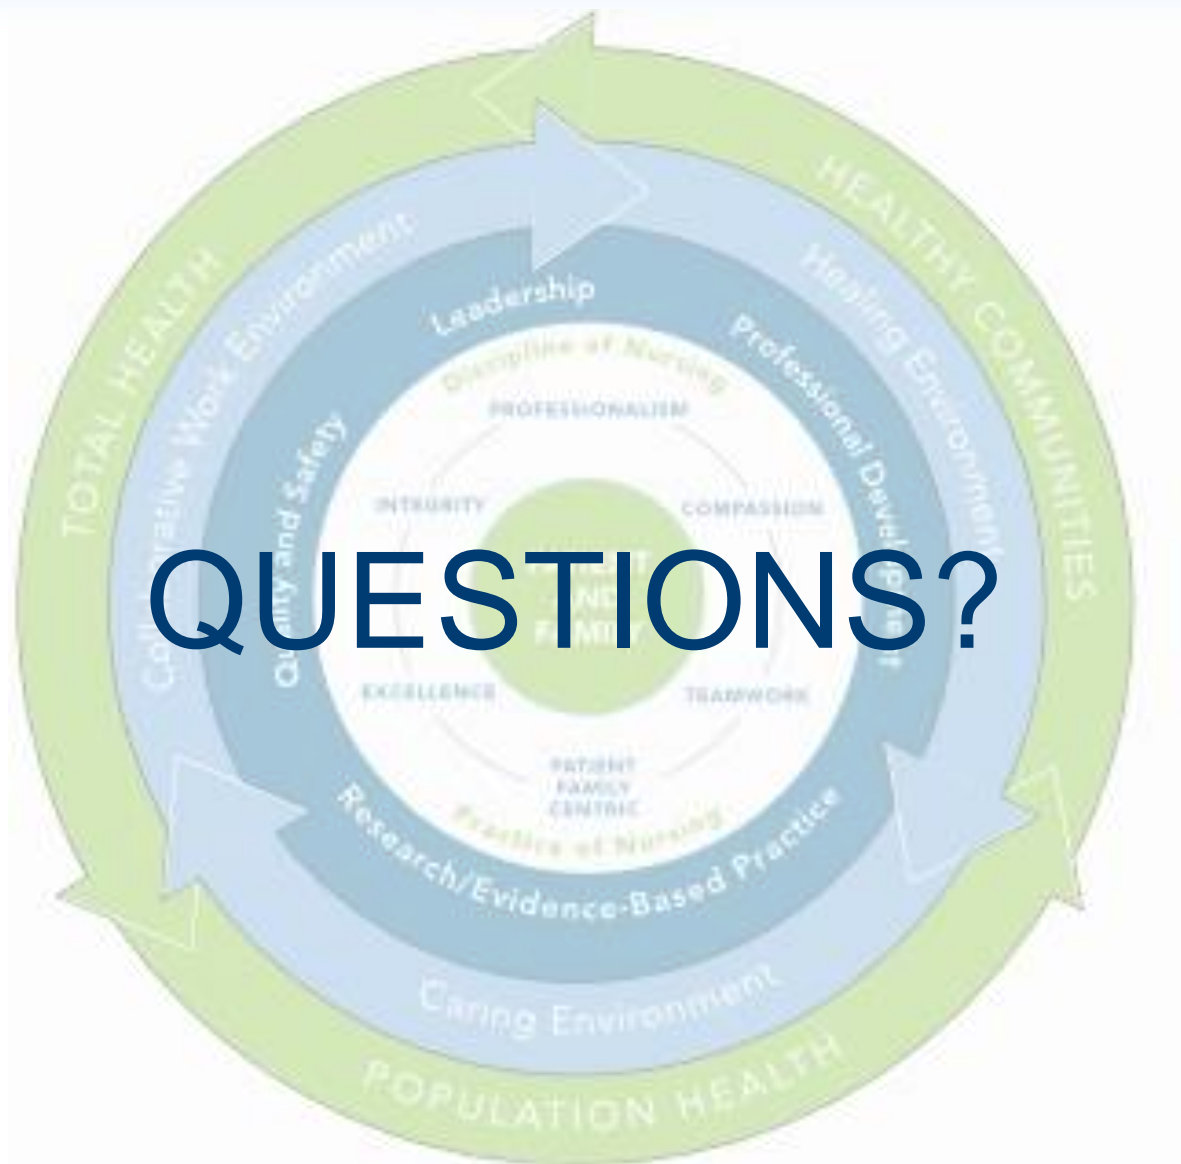 TOTAL HEALTH
HEALTHY COMMUNITIES
POPULATION HEALTH
Collaborative Work Environment
Healing Environment
Caring Environment
Leadership
Professional Development
Quality and Safety
Research/Evidence-Based Practice
Discipline of Nursing
PROFESSIONALISM
INTEGRITY
COMPASSION
QUESTIONS?
AND
FAMILY
EXCELLENCE
TEAMWORK
PATIENT
FAMILY
CENTRIC
Practice of Nursing